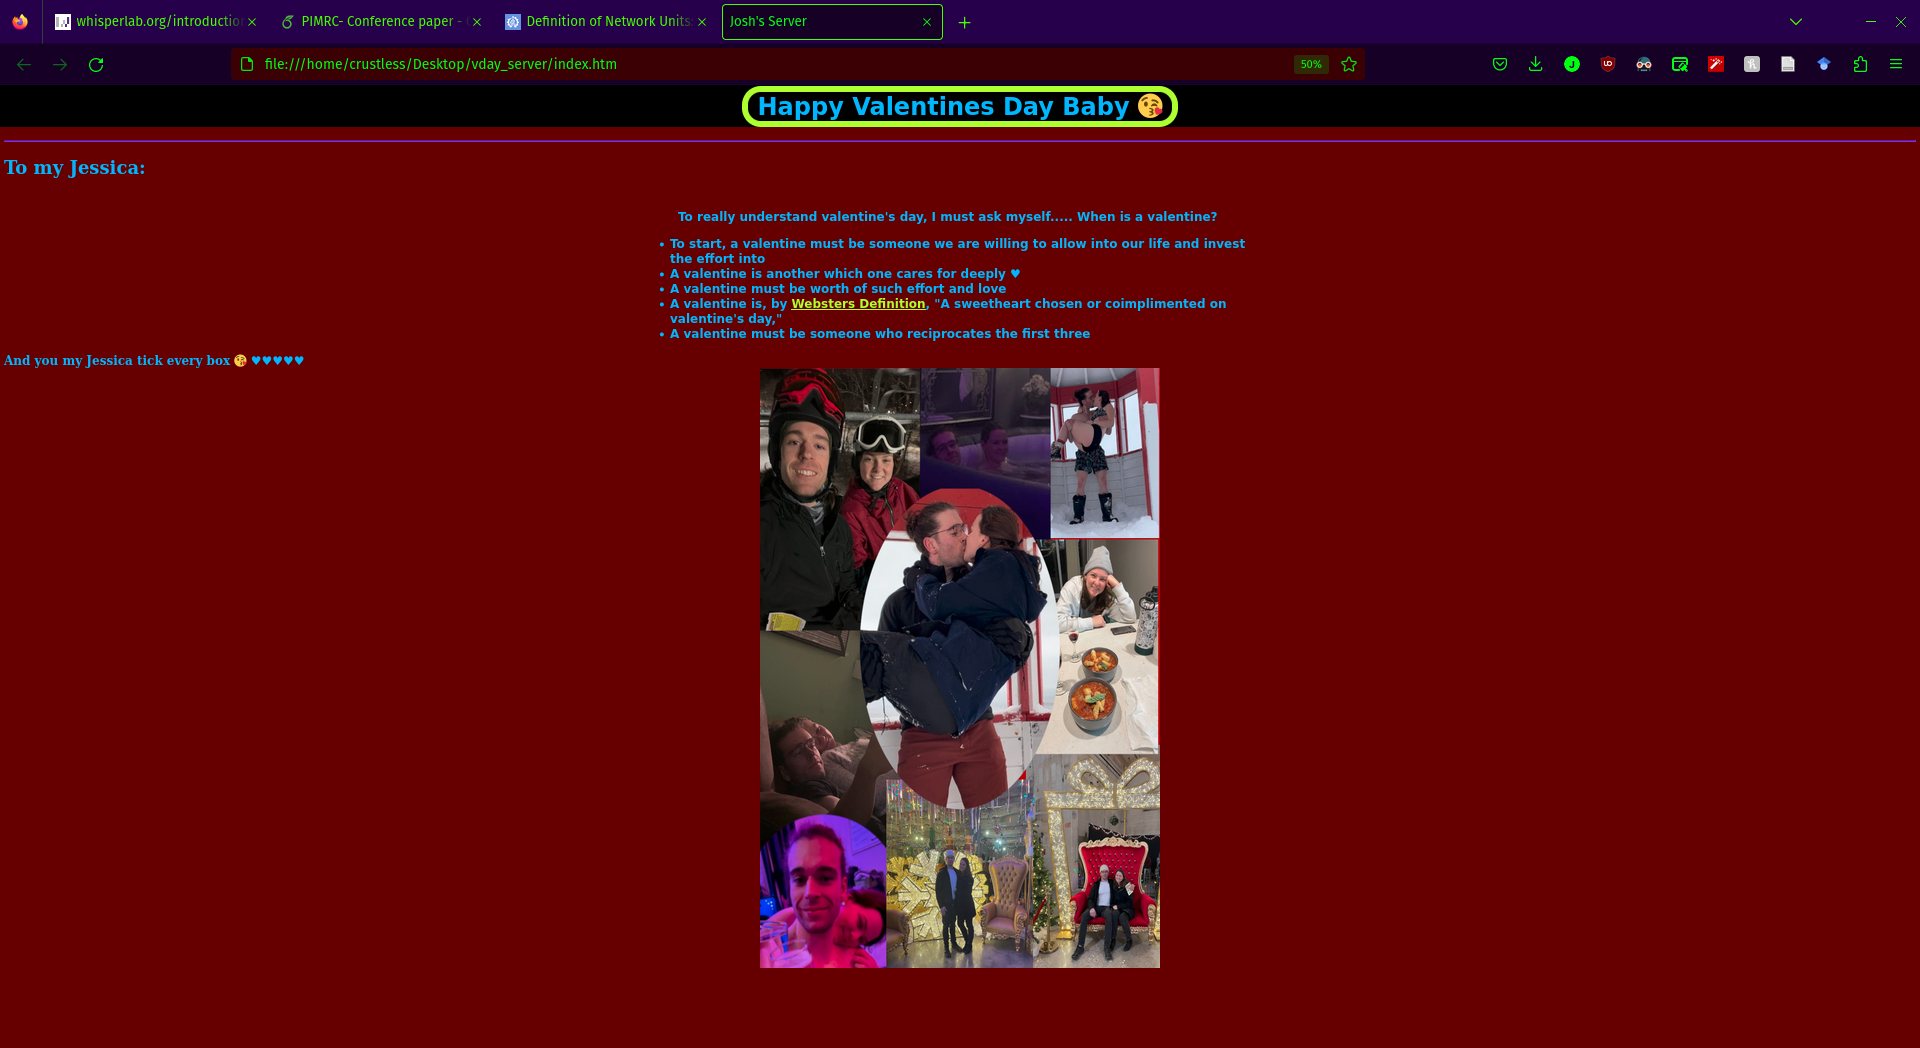 whisperlab.org/introductio
PIMRC- Conference paper -
Definition of Network Units:
Josh's Server
file:///home/crustless/Desktop/vday_server/index.htm
50%
Happy Valentines Day Baby 😘
To my Jessica:
To really understand valentine's day, I must ask myself..... When is a valentine?
• To start, a valentine must be someone we are willing to allow into our life and invest
the effort into
• A valentine is another which one cares for deeply ♥
• A valentine must be worth of such effort and love
• A valentine is, by Websters Definition, "A sweetheart chosen or coimplimented on
valentine's day,"
• A valentine must be someone who reciprocates the first three
And you my Jessica tick every box 😘 ♥♥♥♥♥